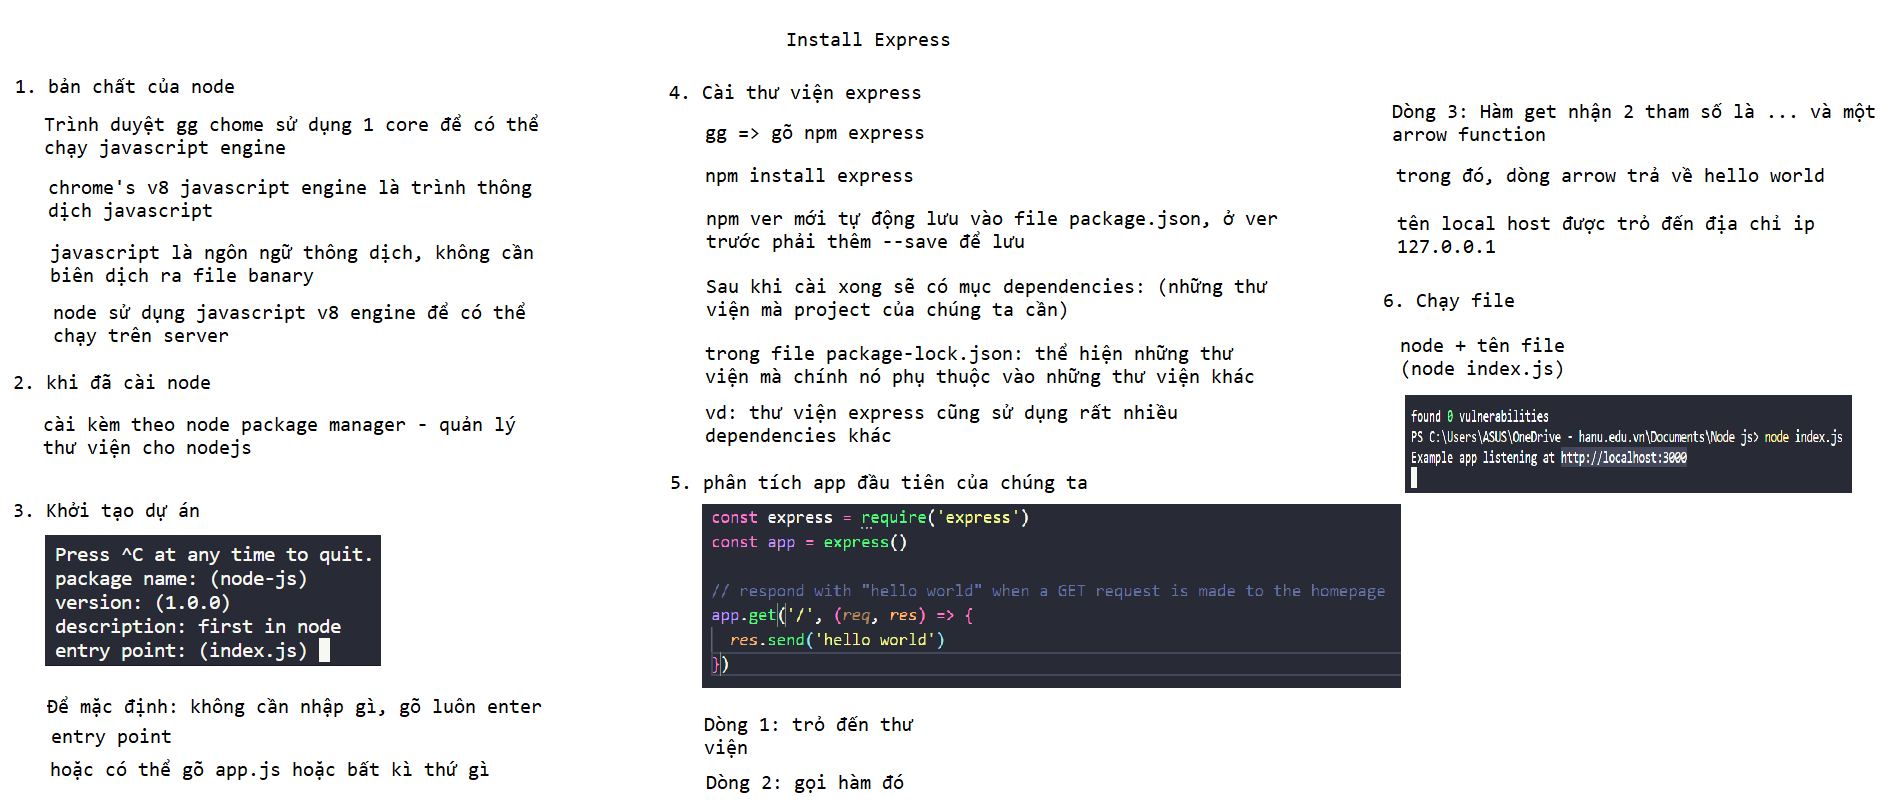 Install Express
1. bản chất của node
Trình duyệt gg chome sử dụng 1 core để có thể
chạy javascript engine
chrome's v8 javascript engine là trình thông
dịch javascript
javascript là ngôn ngữ thông dịch, không cần
biên dịch ra file banary
node sử dụng javascript v8 engine để có thể
chạy trên server
2. khi đã cài node
cài kèm theo node package manager - quản lý
thư viện cho nodejs
3. Khởi tạo dự án
Press ^C at any time to quit.
package name: (node-js)
version: (1.0.0)
description: first in node
entry point: (index.js)
Để mặc định: không cần nhập gì, gõ luôn enter
entry point
hoặc có thể gõ app.js hoặc bất kì thứ gì
4. Cài thư viện express
gg => gõ npm express
npm install express
npm ver mới tự động lưu vào file package.json, ở ver
trước phải thêm --save để lưu
Sau khi cài xong sẽ có mục dependencies: (những thư
viện mà project của chúng ta cần)
trong file package-lock.json: thể hiện những thư
viện mà chính nó phụ thuộc vào những thư viện khác
vd: thư viện express cũng sử dụng rất nhiều
dependencies khác
5. phân tích app đầu tiên của chúng ta
const express = require('express')
const app = express()
// respond with "hello world" when a GET request is made to the homepage
app.get('/', (req, res) => {
res.send('hello world')
})
Dòng 1: trỏ đến thư
viện
Dòng 2: gọi hàm đó
Dòng 3: Hàm get nhận 2 tham số là ... và một
arrow function
trong đó, dòng arrow trả về hello world
tên local host được trỏ đến địa chỉ ip
127.0.0.1
6. Chạy file
node + tên file
(node index.js)
found 0 vulnerabilities
PS C:\Users\ASUS\OneDrive - hanu.edu.vn\Documents\Node js> node index.js
Example app listening at http://localhost:3000